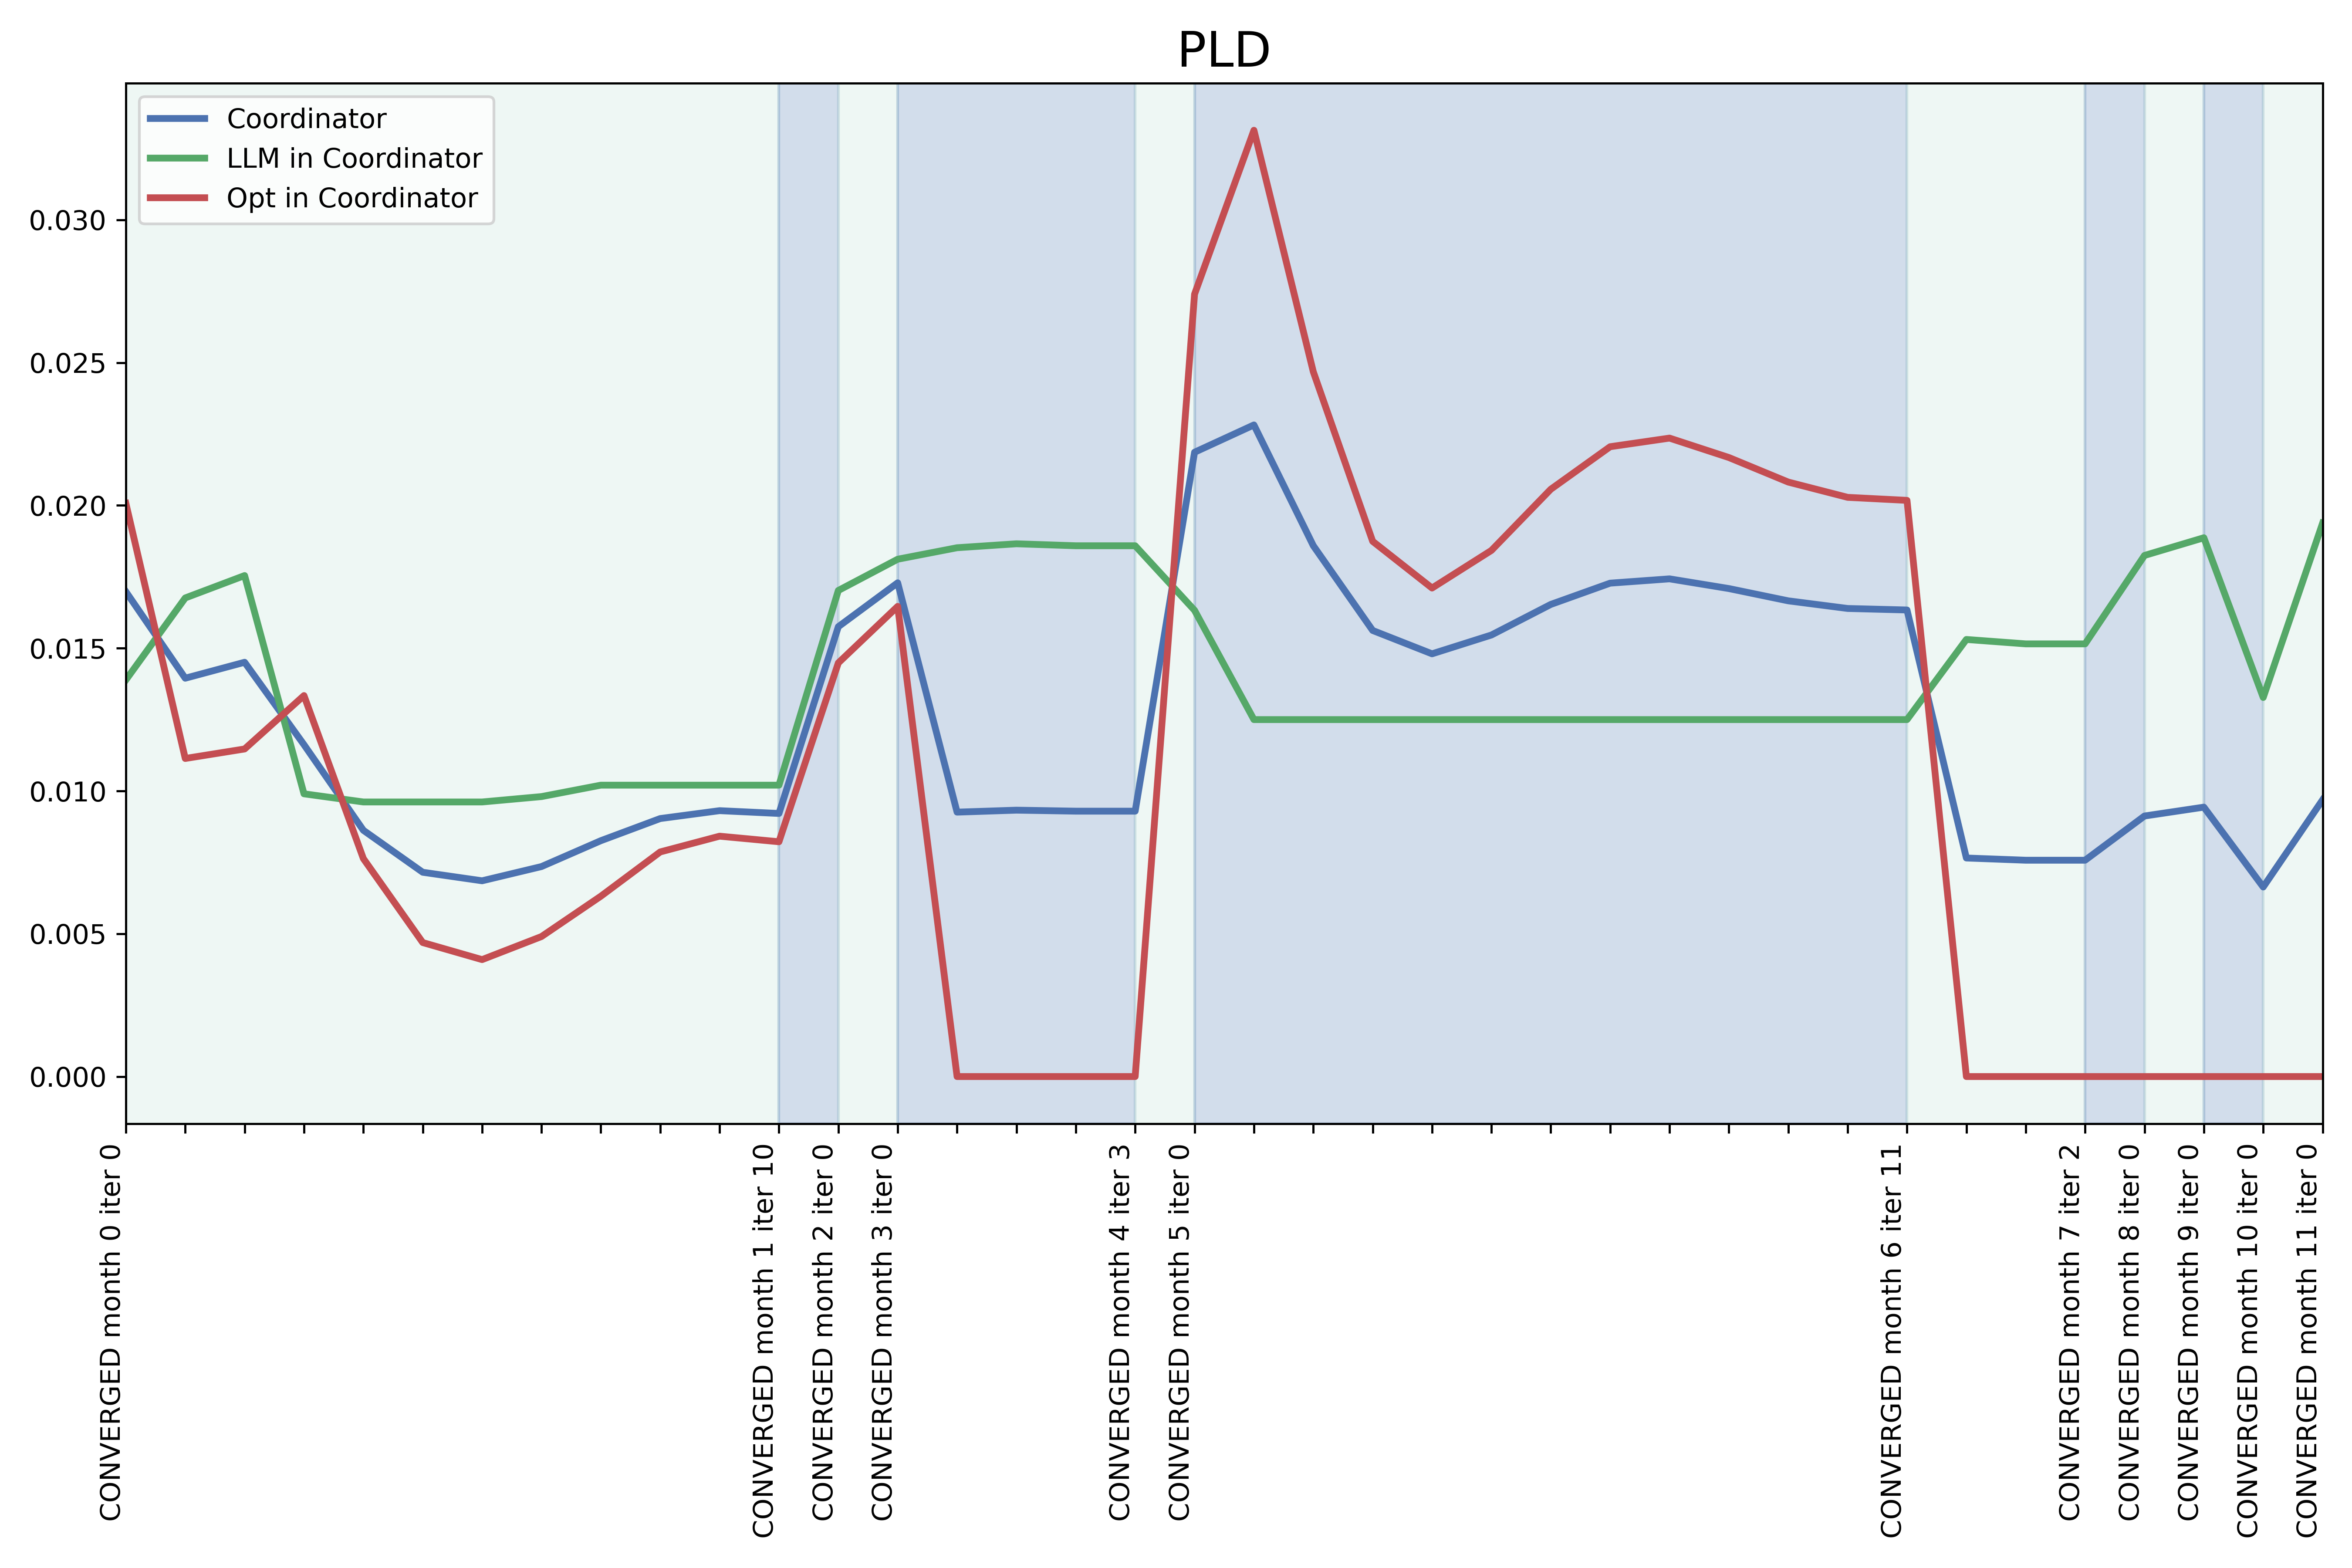 PLD
Coordinator
LLM in Coordinator
Opt in Coordinator
0.030
0.025
0.020
0.015
0.010
0.005
0.000
CONVERGED month 0 iter 0
CONVERGED month 1 iter 10
CONVERGED month 2 iter 0
CONVERGED month 3 iter 0
CONVERGED month 4 iter 3
CONVERGED month 5 iter 0
CONVERGED month 6 iter 11
CONVERGED month 7 iter 2
CONVERGED month 8 iter 0
CONVERGED month 9 iter 0
CONVERGED month 10 iter 0
CONVERGED month 11 iter 0